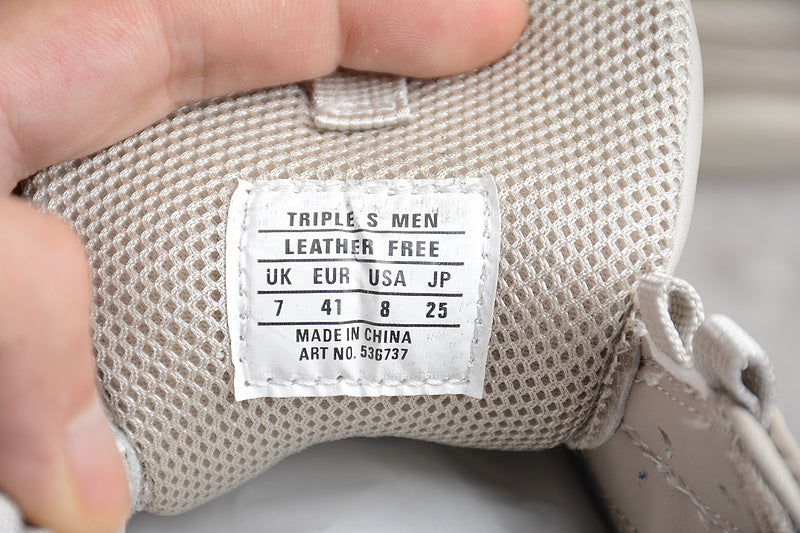 TRIPLE S MEN
LEATHER FREE
UK EUR USA JP
7 41 8 25
MADE IN CHINA
ART NO. 536737